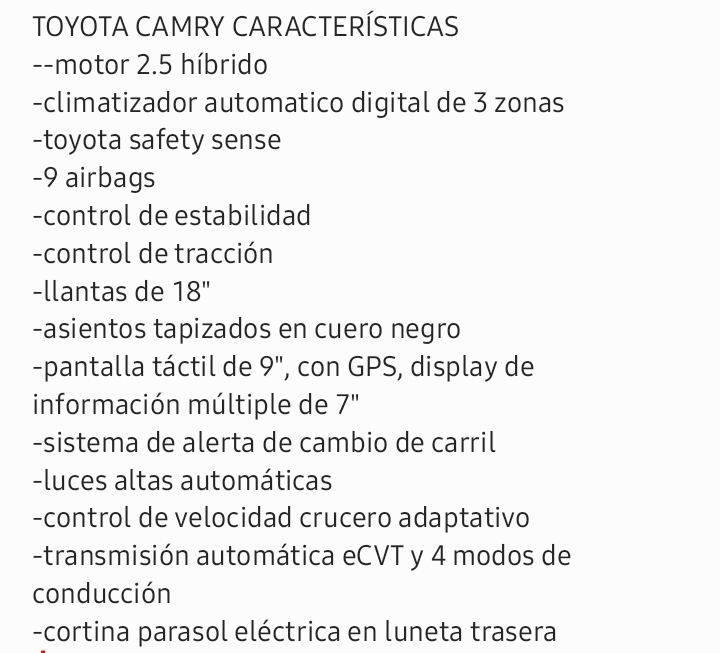 TOYOTA CAMRY CARACTERÍSTICAS
--motor 2.5 híbrido
-climatizador automatico digital de 3 zonas
-toyota safety sense
-9 airbags
-control de estabilidad
-control de tracción
-llantas de 18"
-asientos tapizados en cuero negro
-pantalla táctil de 9", con GPS, display de
información múltiple de 7"
-sistema de alerta de cambio de carril
-luces altas automáticas
-control de velocidad crucero adaptativo
-transmisión automática eCVT y 4 modos de
conducción
-cortina parasol eléctrica en luneta trasera